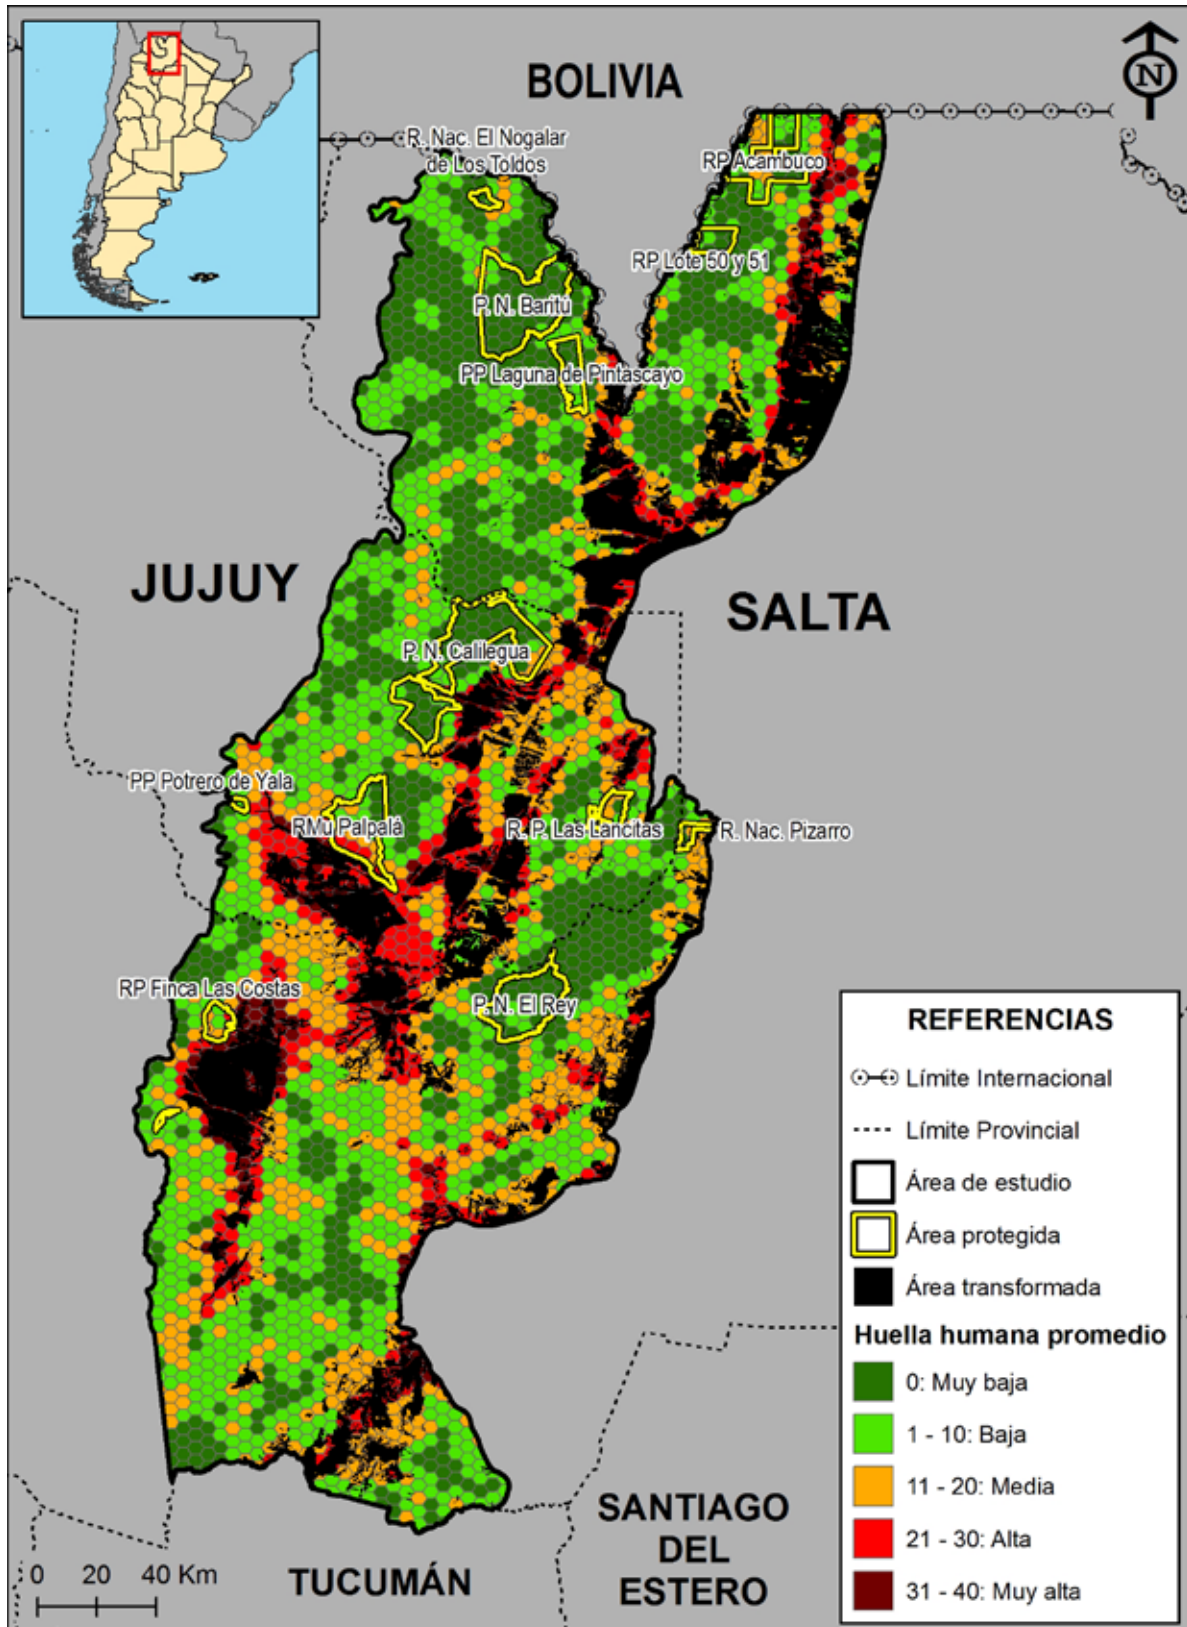 BOLIVIA
N
R. Nac. El Nogalar
de Los Toldos
RP Acambuco
RP Lote 50 y 51
P. N. Baritú
PP Laguna de Pintascayo
JUJUY
SALTA
P. N. Calilegua
PP Potrero de Yala
RMu Palpalá
R. P. Las Lancitas
R. Nac. Pizarro
RP Finca Las Costas
P. N. El Rey
REFERENCIAS
Límite Internacional
Límite Provincial
Área de estudio
Área protegida
Área transformada
Huella humana promedio
0: Muy baja
1 - 10: Baja
11 - 20: Media
21 - 30: Alta
31 - 40: Muy alta
SANTIAGO
DEL
ESTERO
TUCUMÁN
0 20 40 Km